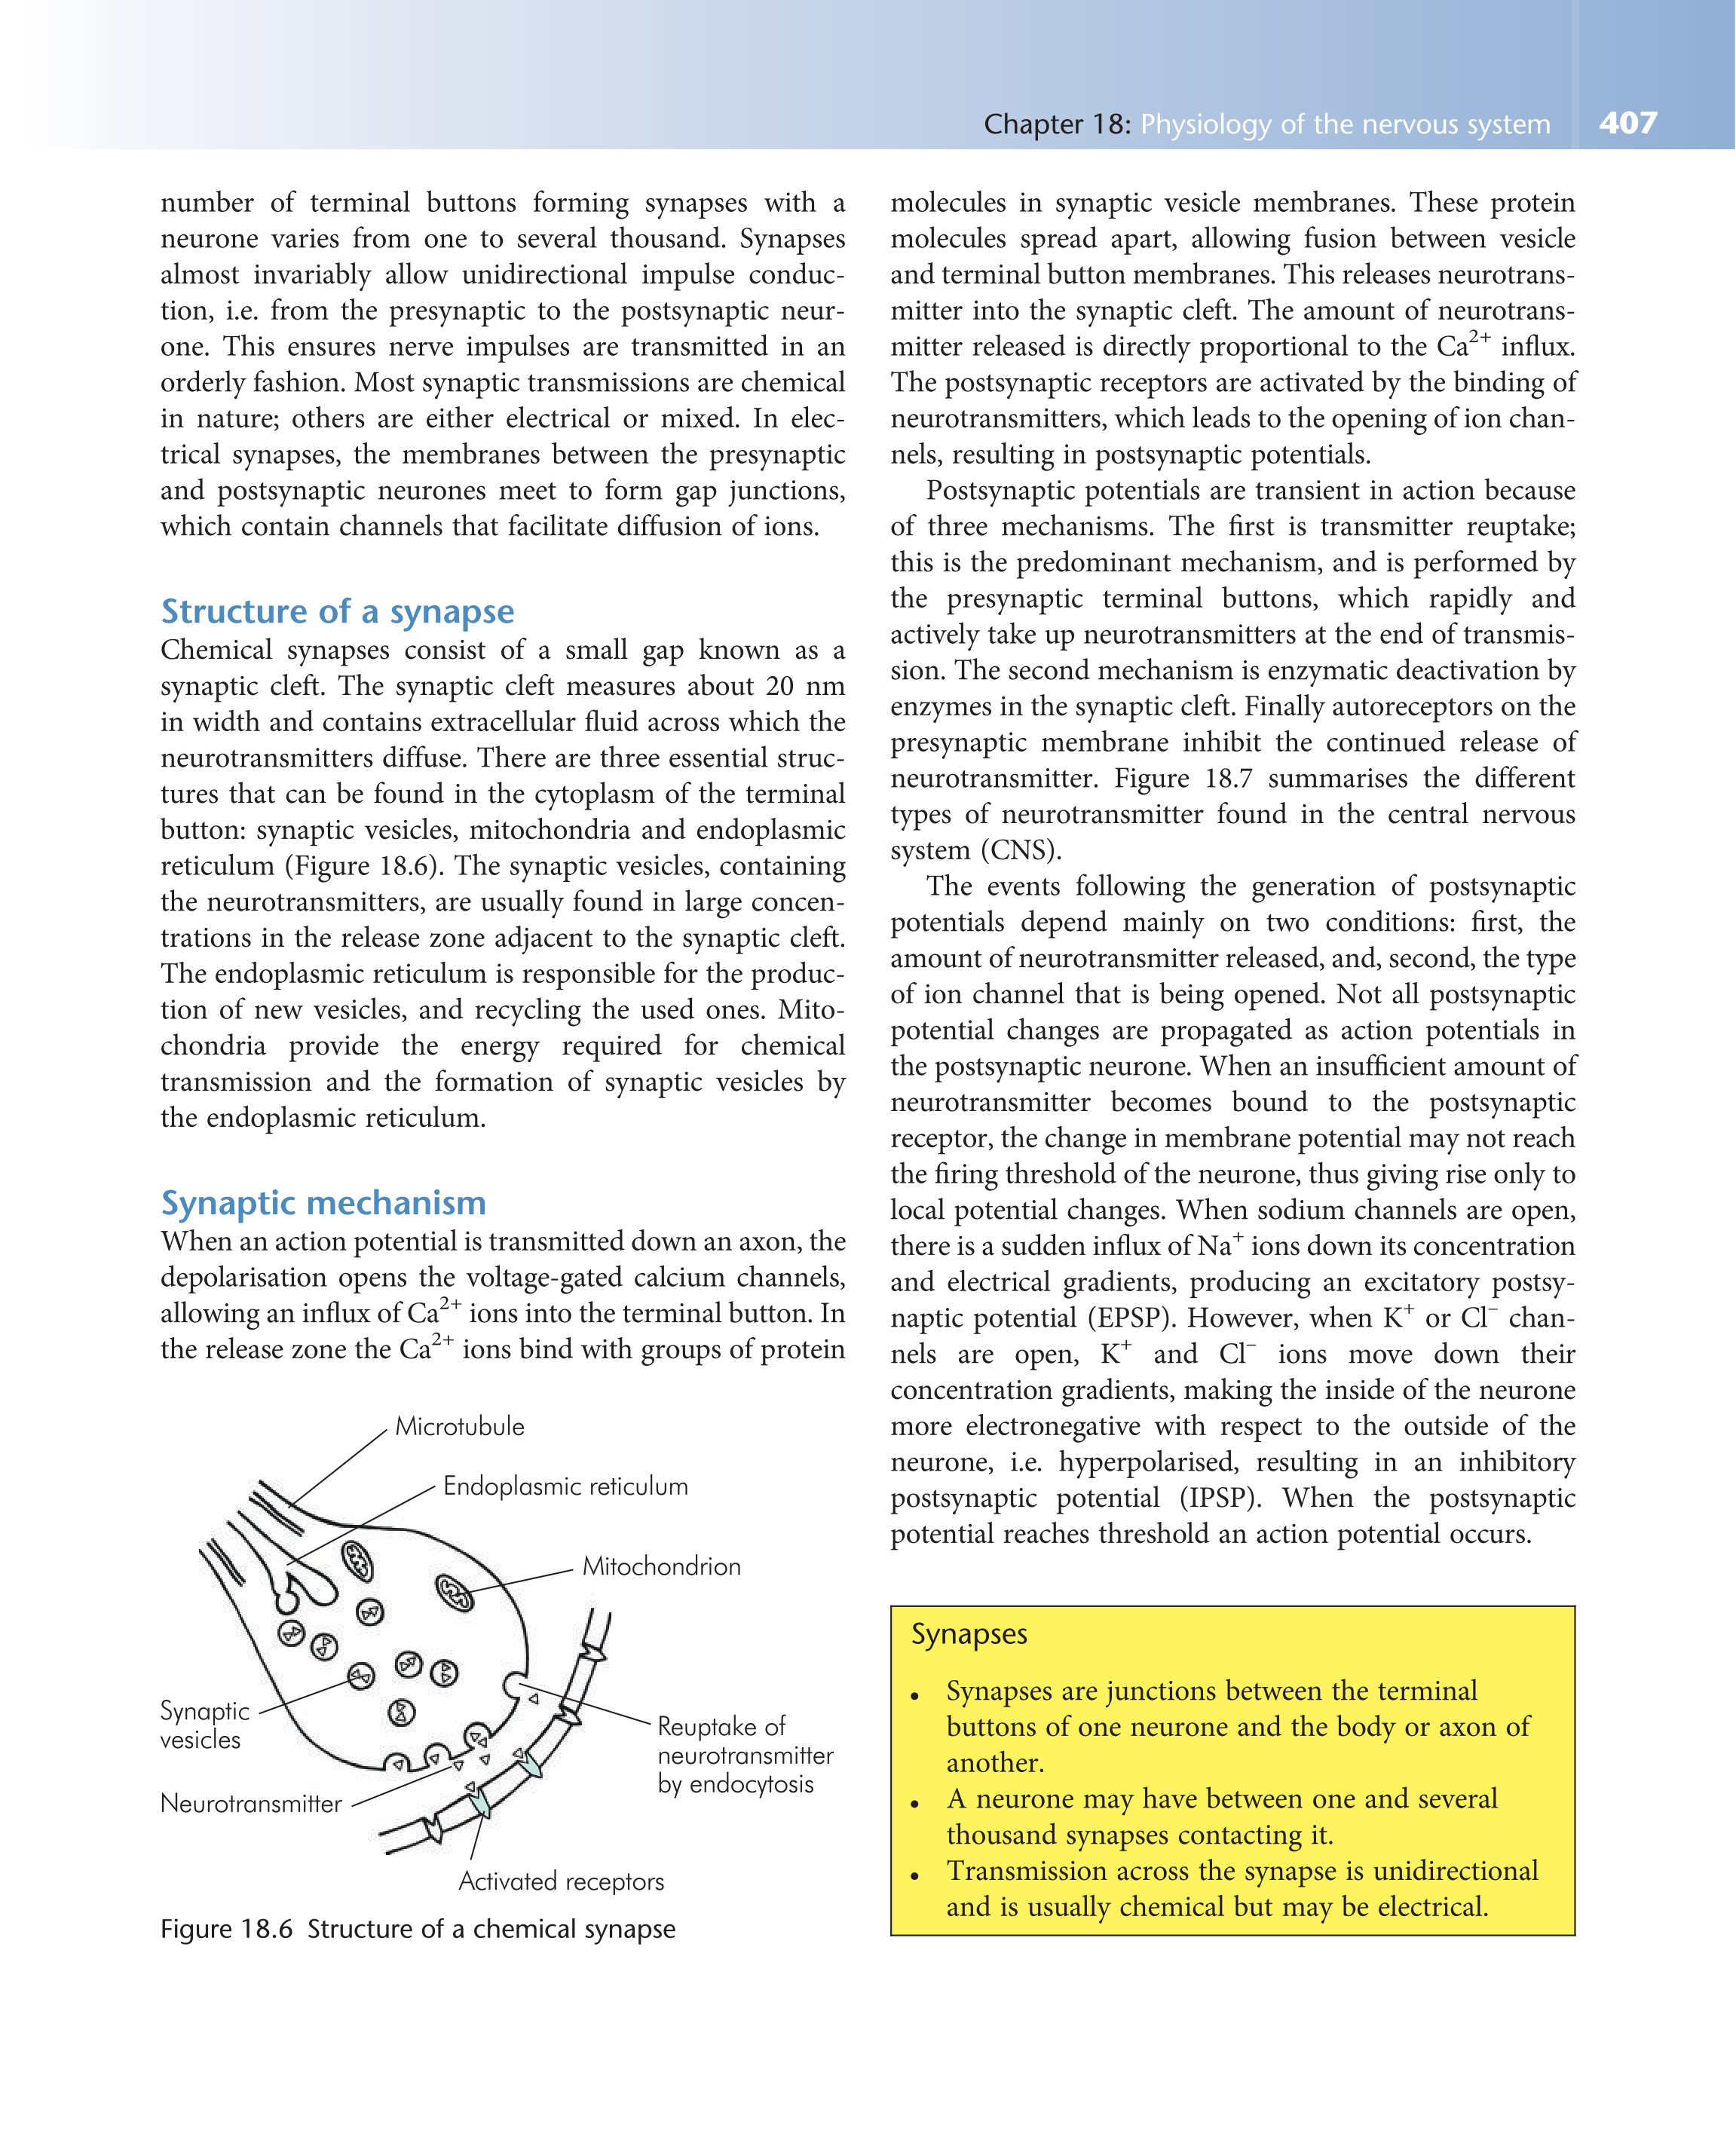 Chapter 18: Physiology of the nervous system 407
number of terminal buttons forming synapses with a
neurone varies from one to several thousand. Synapses
almost invariably allow unidirectional impulse conduc-
tion, i.e. from the presynaptic to the postsynaptic neur-
one. This ensures nerve impulses are transmitted in an
orderly fashion. Most synaptic transmissions are chemical
in nature; others are either electrical or mixed. In elec-
trical synapses, the membranes between the presynaptic
and postsynaptic neurones meet to form gap junctions,
which contain channels that facilitate diffusion of ions.
Structure of a synapse
Chemical synapses consist of a small gap known as a
synaptic cleft. The synaptic cleft measures about 20 nm
in width and contains extracellular fluid across which the
neurotransmitters diffuse. There are three essential struc-
tures that can be found in the cytoplasm of the terminal
button: synaptic vesicles, mitochondria and endoplasmic
reticulum (Figure 18.6). The synaptic vesicles, containing
the neurotransmitters, are usually found in large concen-
trations in the release zone adjacent to the synaptic cleft.
The endoplasmic reticulum is responsible for the produc-
tion of new vesicles, and recycling the used ones. Mito-
chondria provide the energy required for chemical
transmission and the formation of synaptic vesicles by
the endoplasmic reticulum.
Synaptic mechanism
When an action potential is transmitted down an axon, the
depolarisation opens the voltage-gated calcium channels,
allowing an influx of Ca²⁺ ions into the terminal button. In
the release zone the Ca²⁺ ions bind with groups of protein
Microtubule
Endoplasmic reticulum
Mitochondrion
Synaptic
vesicles
Reuptake of
neurotransmitter
by endocytosis
Neurotransmitter
Activated receptors
Figure 18.6 Structure of a chemical synapse
molecules in synaptic vesicle membranes. These protein
molecules spread apart, allowing fusion between vesicle
and terminal button membranes. This releases neurotrans-
mitter into the synaptic cleft. The amount of neurotrans-
mitter released is directly proportional to the Ca²⁺ influx.
The postsynaptic receptors are activated by the binding of
neurotransmitters, which leads to the opening of ion chan-
nels, resulting in postsynaptic potentials.
Postsynaptic potentials are transient in action because
of three mechanisms. The first is transmitter reuptake;
this is the predominant mechanism, and is performed by
the presynaptic terminal buttons, which rapidly and
actively take up neurotransmitters at the end of transmis-
sion. The second mechanism is enzymatic deactivation by
enzymes in the synaptic cleft. Finally autoreceptors on the
presynaptic membrane inhibit the continued release of
neurotransmitter. Figure 18.7 summarises the different
types of neurotransmitter found in the central nervous
system (CNS).
The events following the generation of postsynaptic
potentials depend mainly on two conditions: first, the
amount of neurotransmitter released, and, second, the type
of ion channel that is being opened. Not all postsynaptic
potential changes are propagated as action potentials in
the postsynaptic neurone. When an insufficient amount of
neurotransmitter becomes bound to the postsynaptic
receptor, the change in membrane potential may not reach
the firing threshold of the neurone, thus giving rise only to
local potential changes. When sodium channels are open,
there is a sudden influx of Na⁺ ions down its concentration
and electrical gradients, producing an excitatory postsy-
naptic potential (EPSP). However, when K⁺ or Cl⁻ chan-
nels are open, K⁺ and Cl⁻ ions move down their
concentration gradients, making the inside of the neurone
more electronegative with respect to the outside of the
neurone, i.e. hyperpolarised, resulting in an inhibitory
postsynaptic potential (IPSP). When the postsynaptic
potential reaches threshold an action potential occurs.
Synapses
• Synapses are junctions between the terminal
buttons of one neurone and the body or axon of
another.
• A neurone may have between one and several
thousand synapses contacting it.
• Transmission across the synapse is unidirectional
and is usually chemical but may be electrical.